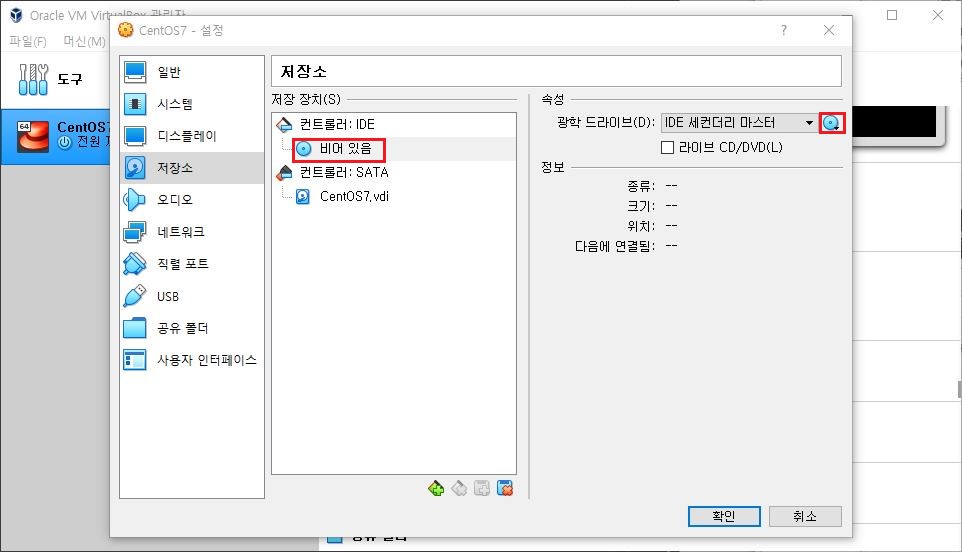 Oracle VM VirtualBox 관리자
파일(F) 머신(M)
도구
64
CentOS7
전원
CentOS7 - 설정
?
일반
시스템
디스플레이
저장소
오디오
네트워크
직렬 포트
USB
공유 폴더
사용자 인터페이스
저장소
저장 장치(S)
컨트롤러: IDE
비어 있음
컨트롤러: SATA
CentOS7.vdi
속성
광학 드라이브(D): IDE 세컨더리 마스터
라이브 CD/DVD(L)
정보
종류: --
크기: --
위치: --
다음에 연결됨: --
확인 취소